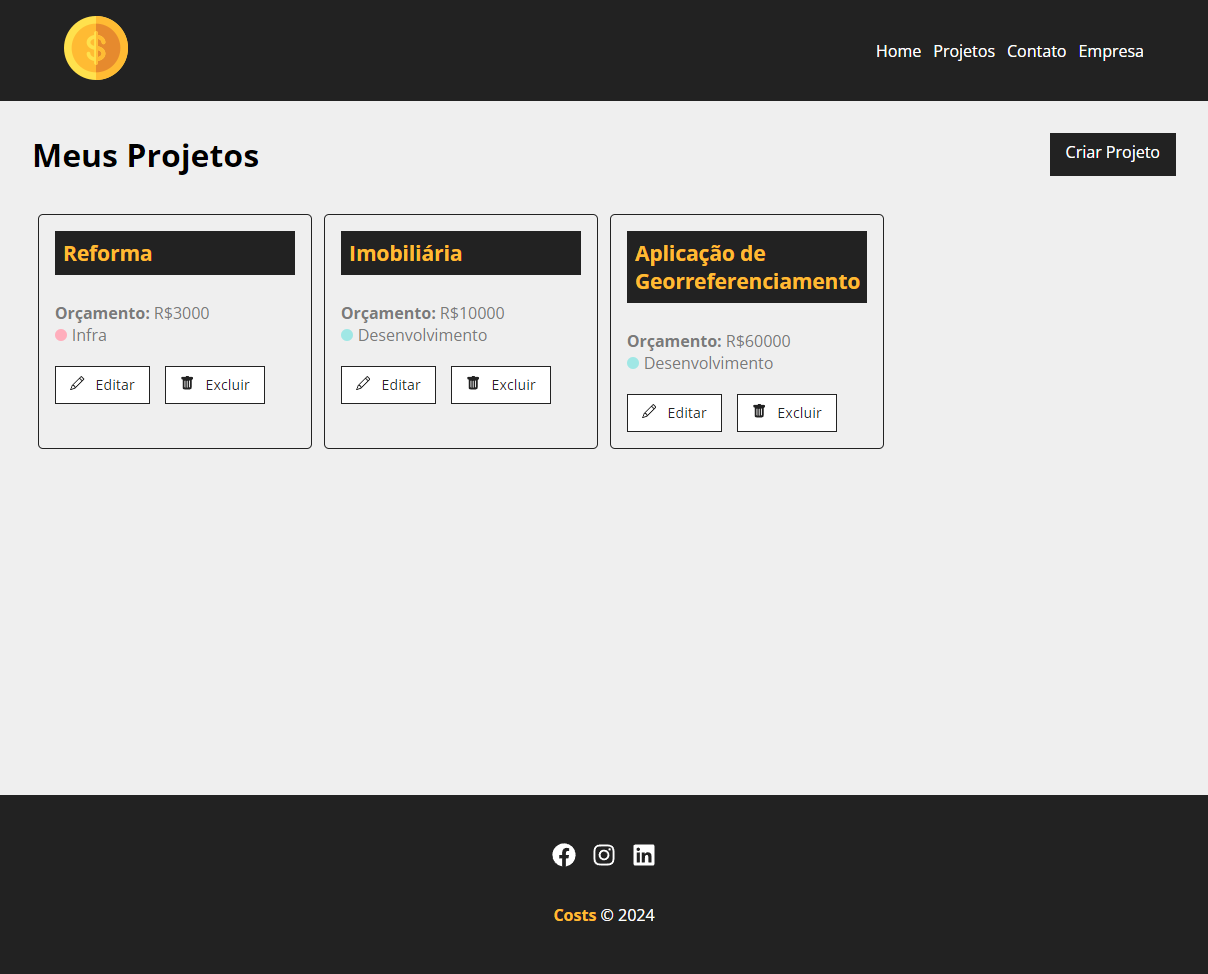 $
Home Projetos Contato Empresa
Meus Projetos
Criar Projeto
Reforma
Orçamento: R$3000
Infra
Editar
Excluir
Imobiliária
Orçamento: R$10000
Desenvolvimento
Editar
Excluir
Aplicação de
Georreferenciamento
Orçamento: R$60000
Desenvolvimento
Editar
Excluir
Costs © 2024